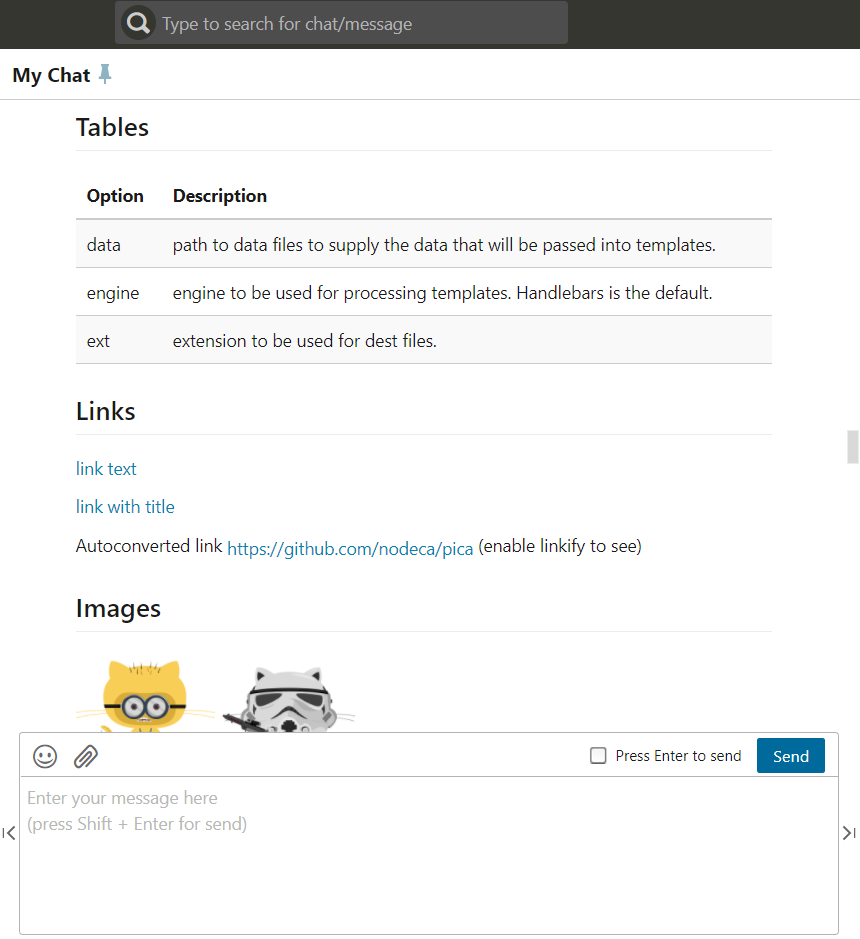 Type to search for chat/message
My Chat
Tables
Option Description
data path to data files to supply the data that will be passed into templates.
engine engine to be used for processing templates. Handlebars is the default.
ext extension to be used for dest files.
Links
link text
link with title
Autoconverted link https://github.com/nodeca/pica (enable linkify to see)
Images
Press Enter to send Send
Enter your message here
(press Shift + Enter for send)